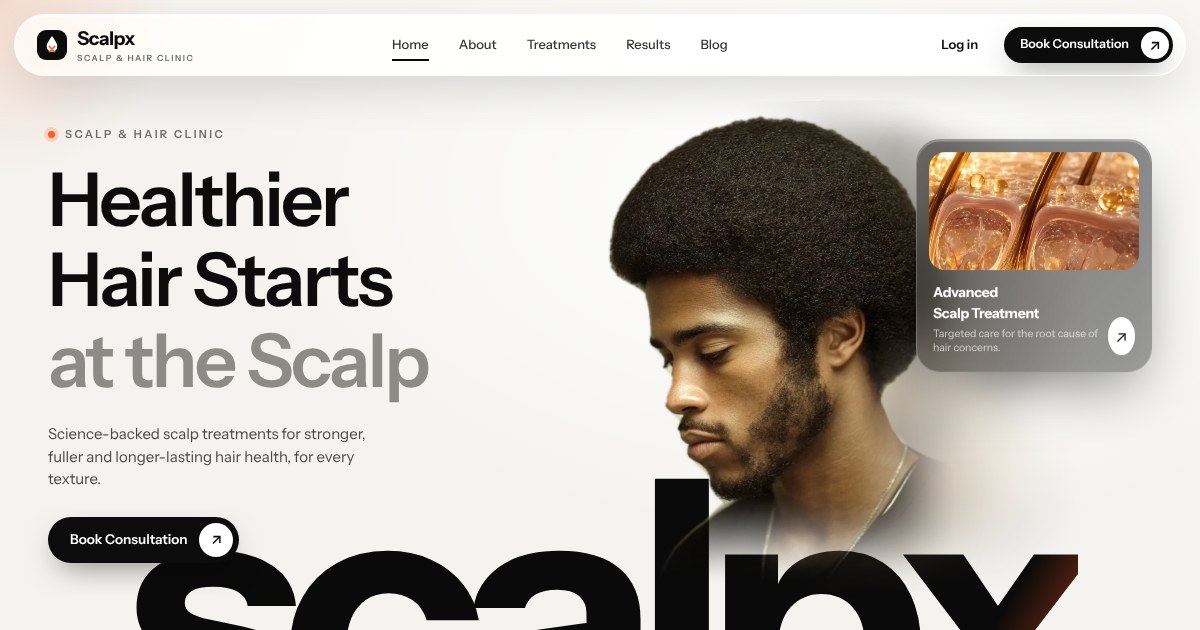 Scalpx
SCALP & HAIR CLINIC
Home About Treatments Results Blog
Log in
Book Consultation
SCALP & HAIR CLINIC
Healthier
Hair Starts
at the Scalp
Science-backed scalp treatments for stronger,
fuller and longer-lasting hair health, for every
texture.
Book Consultation
Advanced
Scalp Treatment
Targeted care for the root cause of
hair concerns.
scalpx